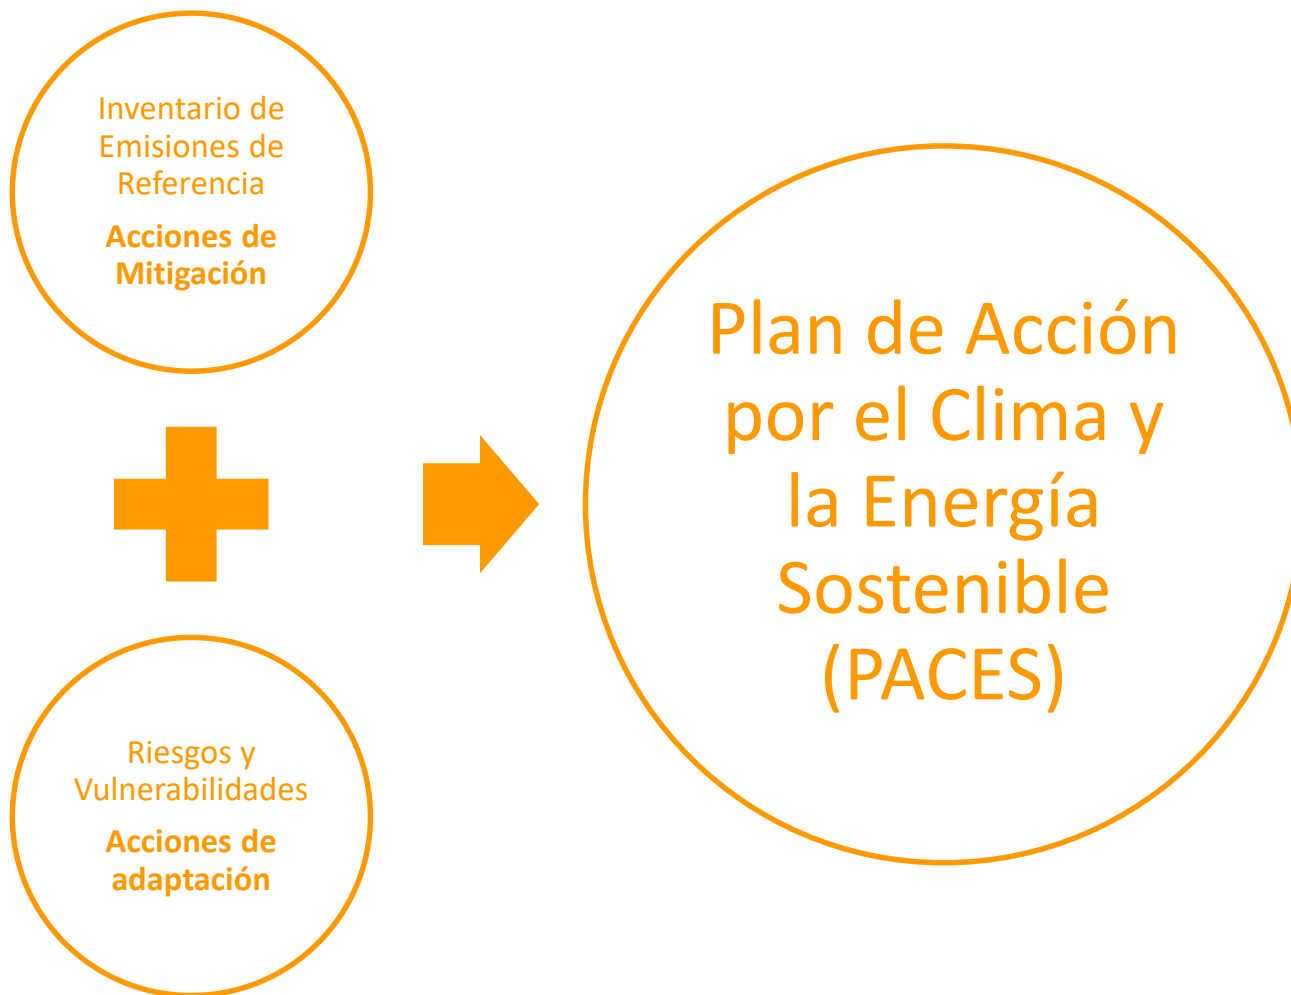 Inventario de
Emisiones de
Referencia
Acciones de
Mitigación
Riesgos y
Vulnerabilidades
Acciones de
adaptación
Plan de Acción
por el Clima y
la Energía
Sostenible
(PACES)